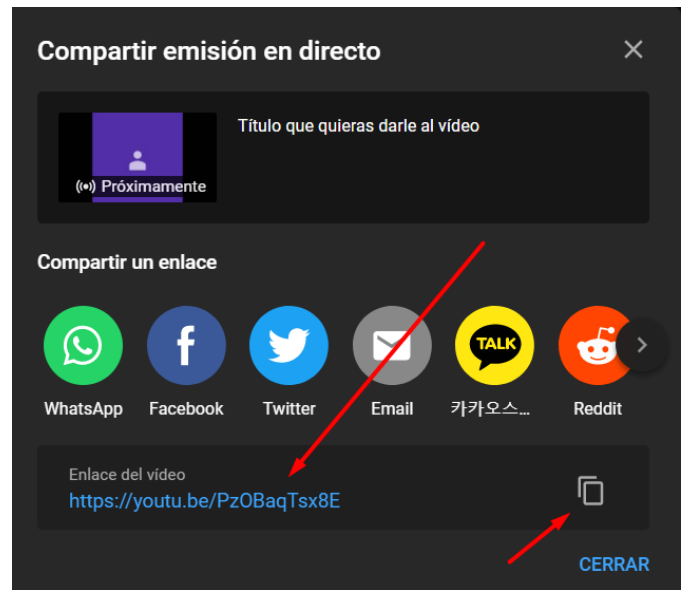 Compartir emisión en directo
Título que quieras darle al vídeo
Próximamente
Compartir un enlace
TALK
WhatsApp Facebook Twitter Email 카카오스... Reddit
Enlace del vídeo
https://youtu.be/PzOBaqTsx8E
CERRAR